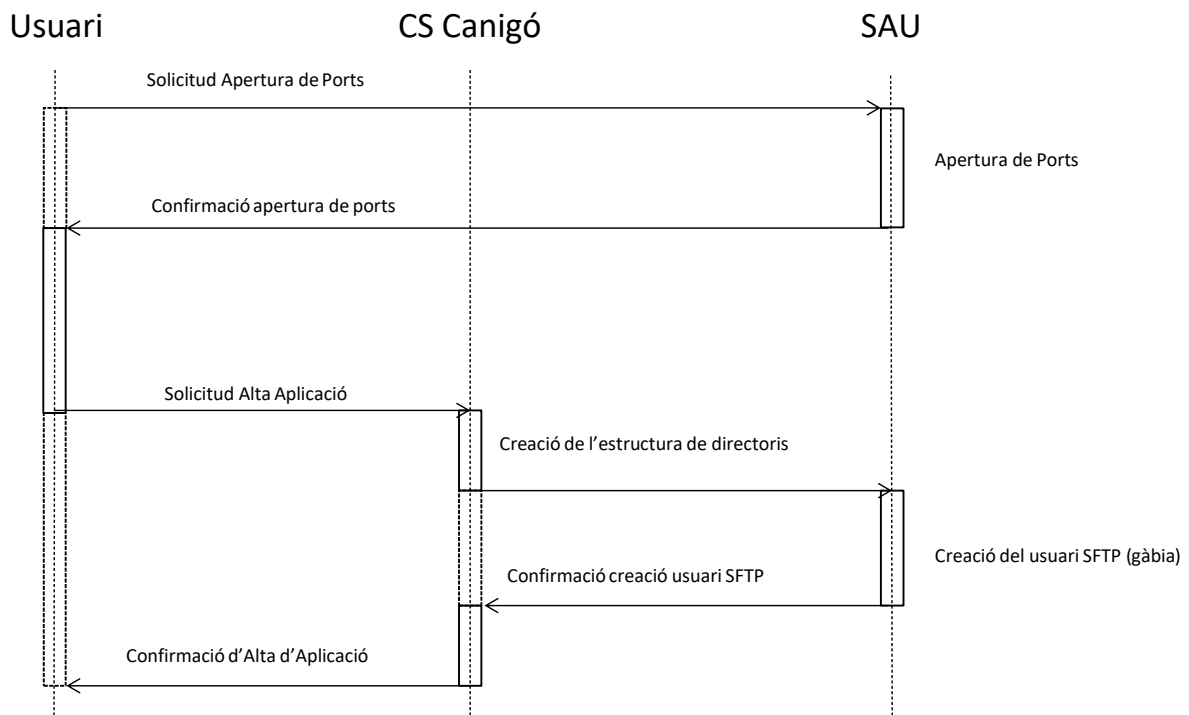 Usuari
CS Canigó
SAU
Solicitud Apertura de Ports
Apertura de Ports
Confirmació apertura de ports
Solicitud Alta Aplicació
Creació de l’estructura de directoris
Creació del usuari SFTP (gàbia)
Confirmació creació usuari SFTP
Confirmació d’Alta d’Aplicació